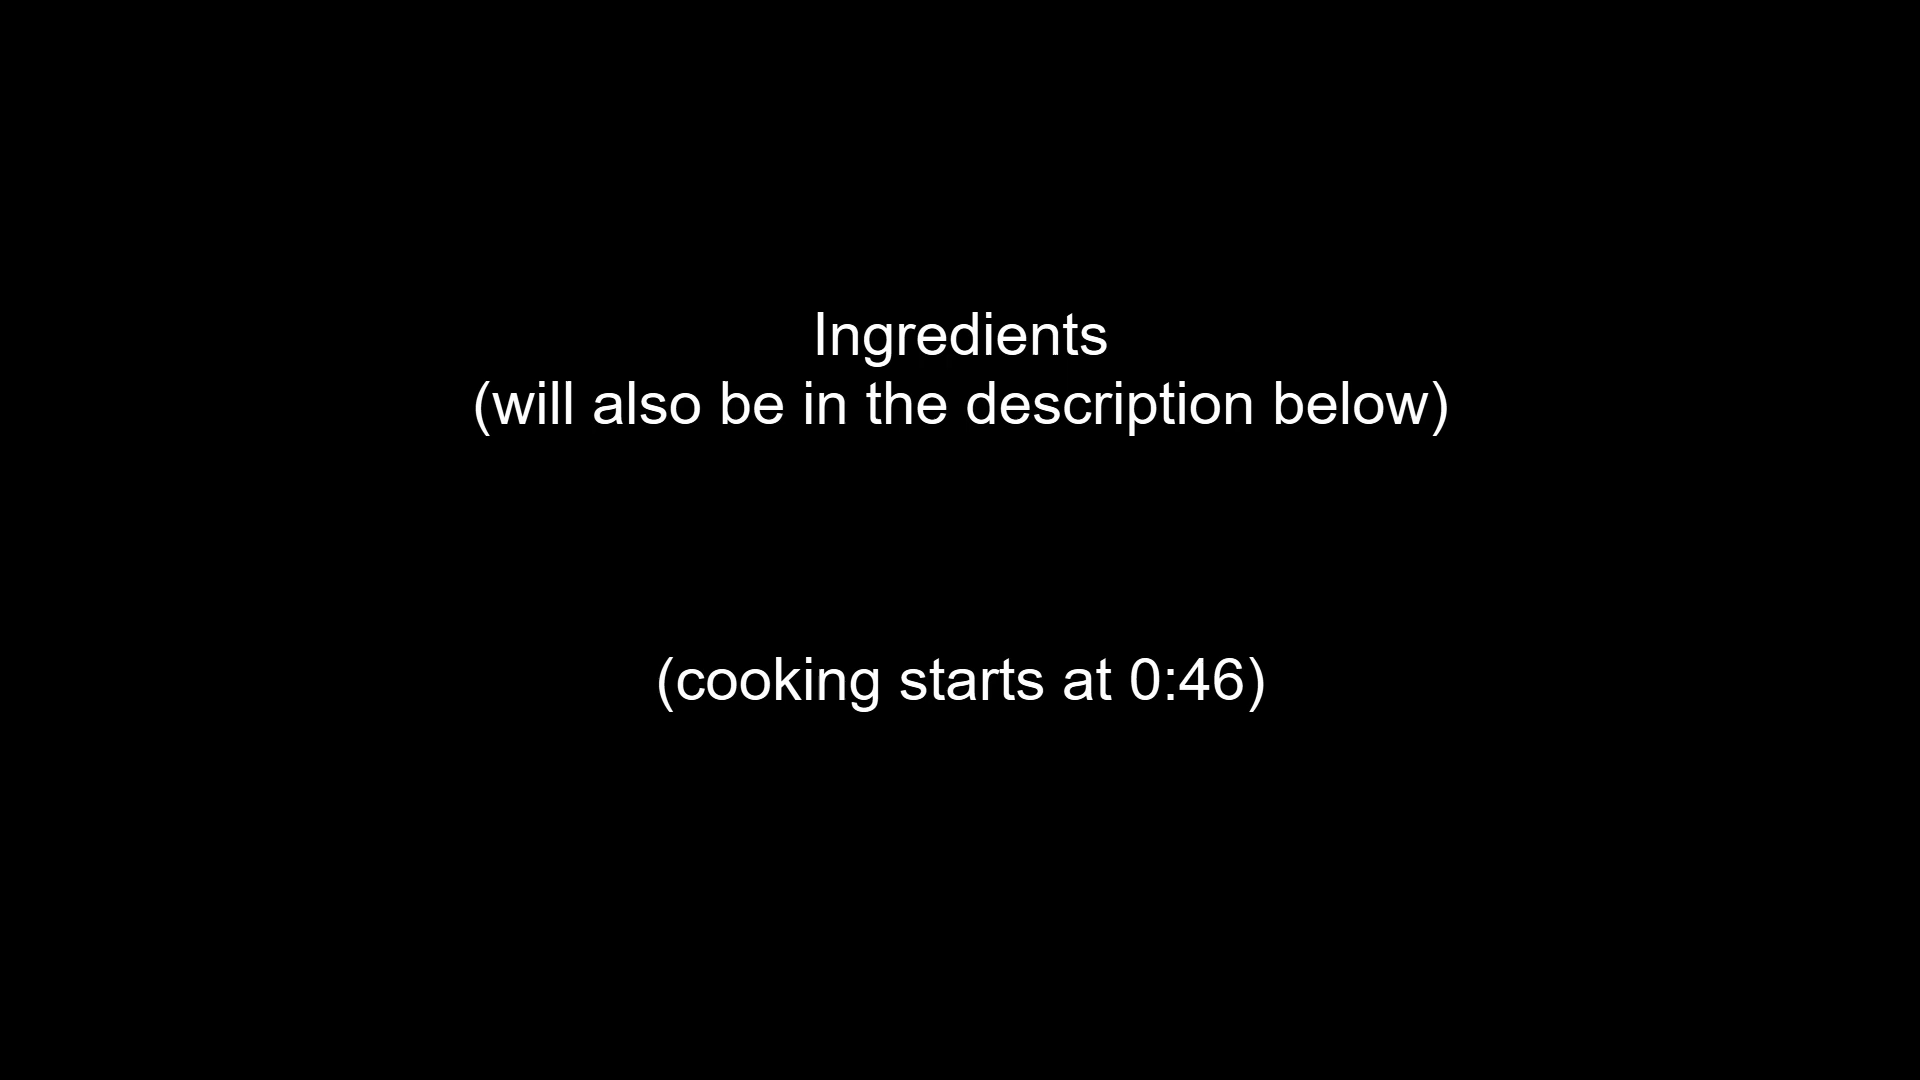 Ingredients
(will also be in the description below)
(cooking starts at 0:46)